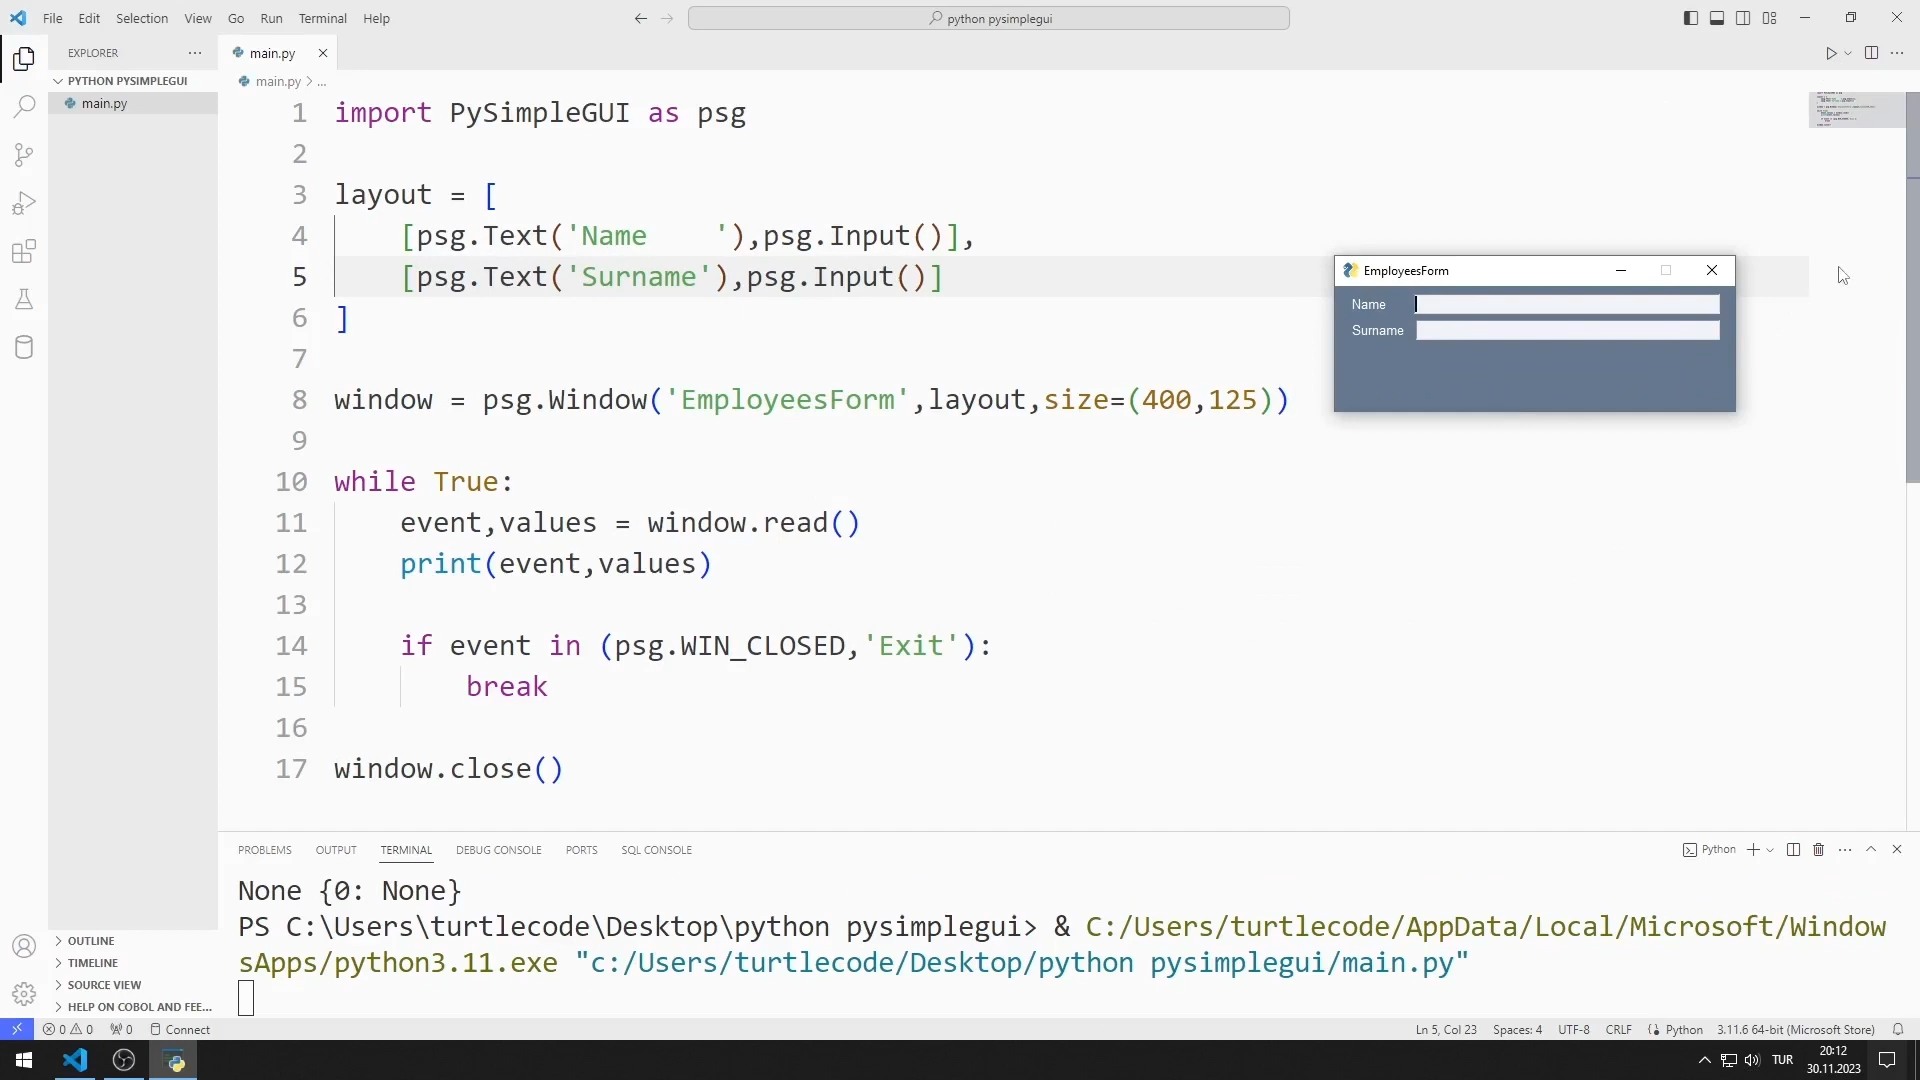 File Edit Selection View Go Run Terminal Help
python pysimplegui
EXPLORER
PYTHON PYSIMPLEGUI
main.py
OUTLINE
TIMELINE
SOURCE VIEW
HELP ON COBOL AND FEE...
main.py
main.py > ...
1 import PySimpleGUI as psg
2
3 layout = [
4 [psg.Text('Name    '),psg.Input()],
5 [psg.Text('Surname'),psg.Input()]
6 ]
7
8 window = psg.Window('EmployeesForm',layout,size=(400,125))
9
10 while True:
11 event,values = window.read()
12 print(event,values)
13
14 if event in (psg.WIN_CLOSED,'Exit'):
15 break
16
17 window.close()
EmployeesForm
Name
Surname
PROBLEMS OUTPUT TERMINAL DEBUG CONSOLE PORTS SQL CONSOLE
Python
None {0: None}
PS C:\Users\turtlecode\Desktop\python pysimplegui> & C:/Users/turtlecode/AppData/Local/Microsoft/Window
sApps/python3.11.exe "c:/Users/turtlecode/Desktop/python pysimplegui/main.py"
0 0 0 Connect
Ln 5, Col 23 Spaces: 4 UTF-8 CRLF Python 3.11.6 64-bit (Microsoft Store)
TUR
20:12
30.11.2023